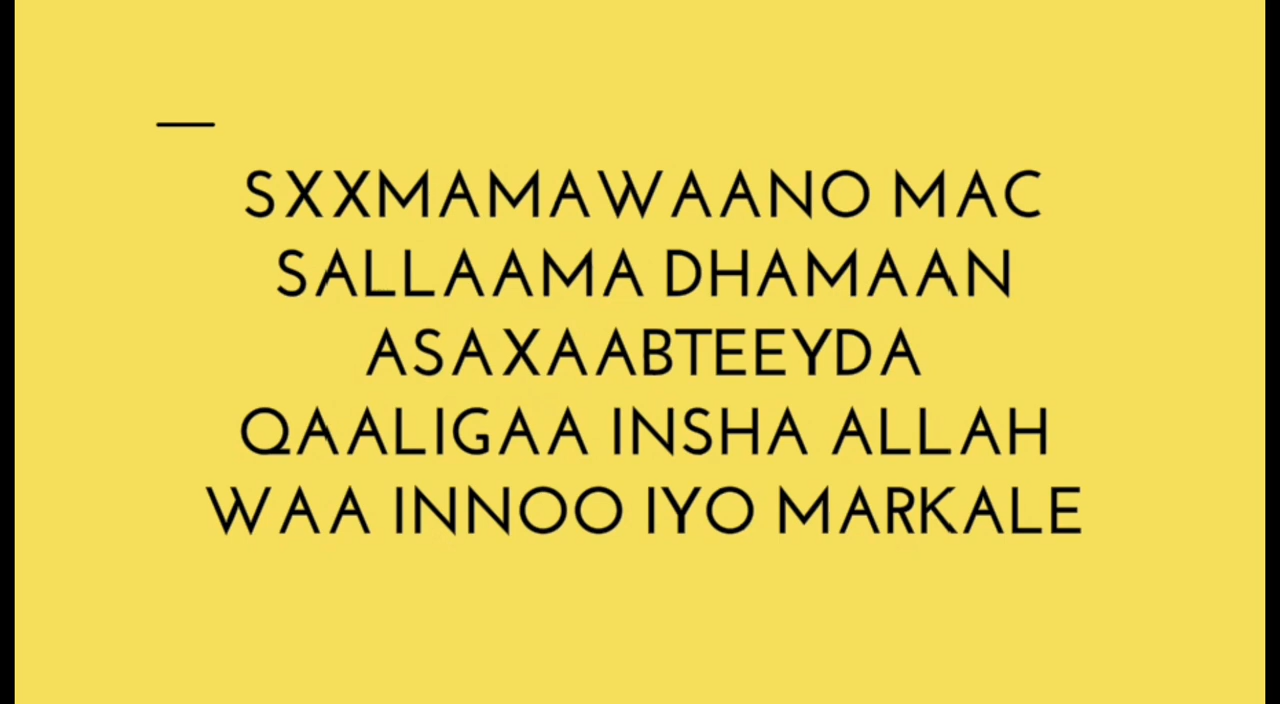 SXXMAMAWAANO MAC
SALLAAMA DHAMAAN
ASAXAABTEEYDA
QAALIGAA INSHA ALLAH
WAA INNOO IYO MARKALE